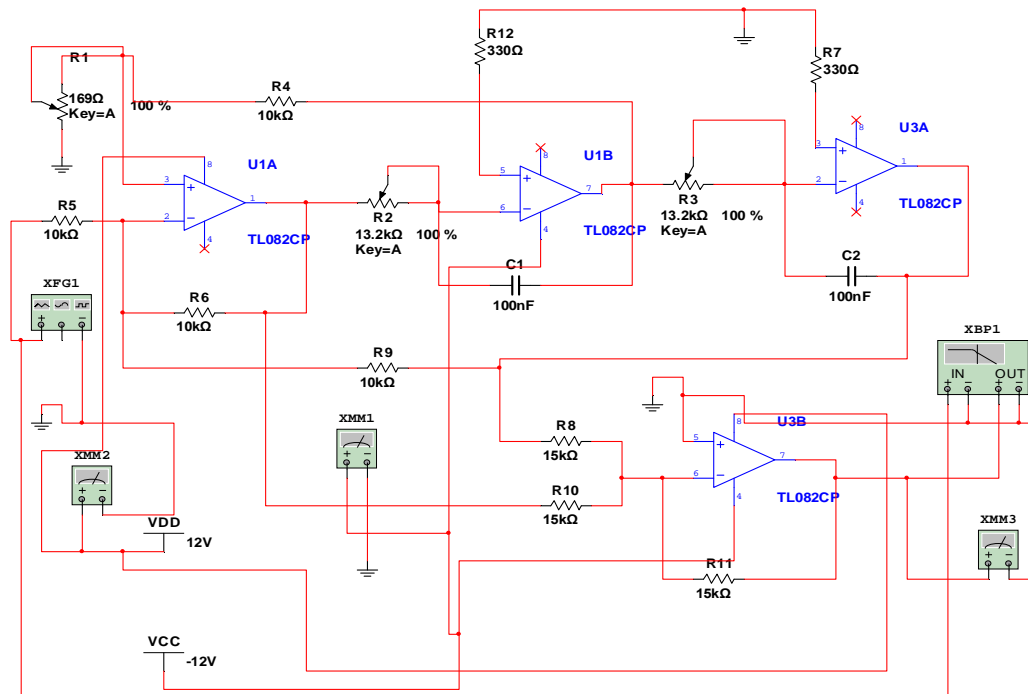 R1
169Ω
Key=A
100 %
R4
10kΩ
R12
330Ω
R7
330Ω
U3A
8
3
2
1
4
TL082CP
U1A
8
3
2
1
4
TL082CP
R2
13.2kΩ
Key=A
100 %
U1B
8
5
6
7
4
TL082CP
R3
13.2kΩ
Key=A
100 %
R5
10kΩ
C1
100nF
C2
100nF
XFG1
R6
10kΩ
R9
10kΩ
XBP1
IN
OUT
XMM1
XMM2
XMM3
R8
15kΩ
R10
15kΩ
U3B
8
5
6
7
4
TL082CP
R11
15kΩ
VDD
12V
VCC
-12V